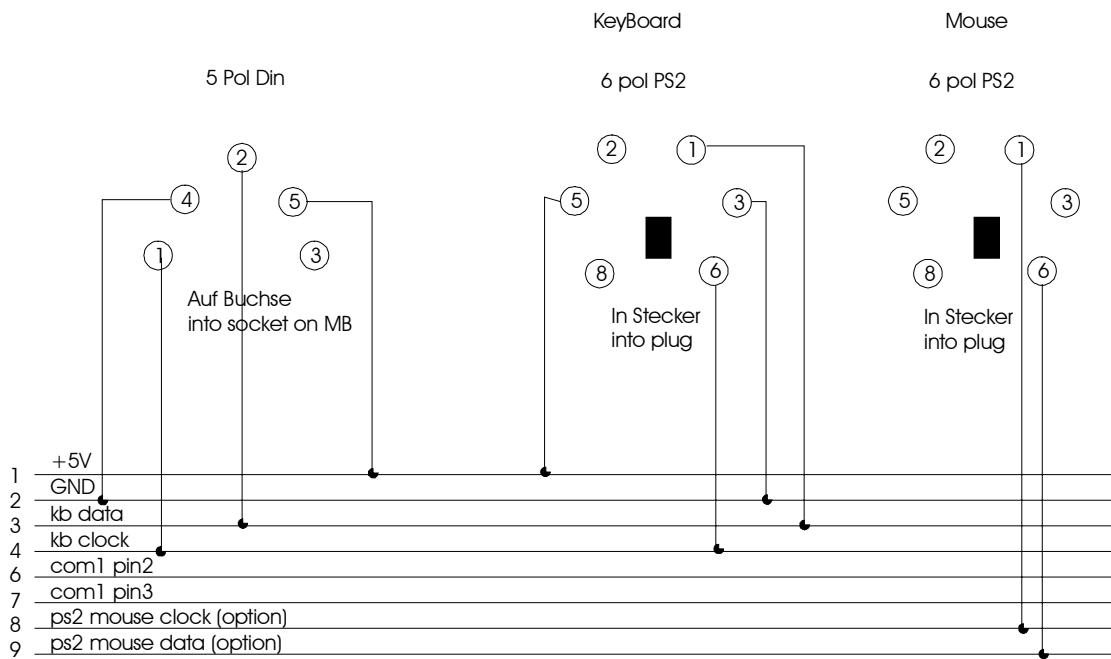 KeyBoard
Mouse
5 Pol Din
6 pol PS2
6 pol PS2
2
4
5
1
3
Auf Buchse
into socket on MB
2
1
5
3
8
6
In Stecker
into plug
2
1
5
3
8
6
In Stecker
into plug
1 +5V
2 GND
3 kb data
4 kb clock
6 com1 pin2
7 com1 pin3
8 ps2 mouse clock (option)
9 ps2 mouse data (option)